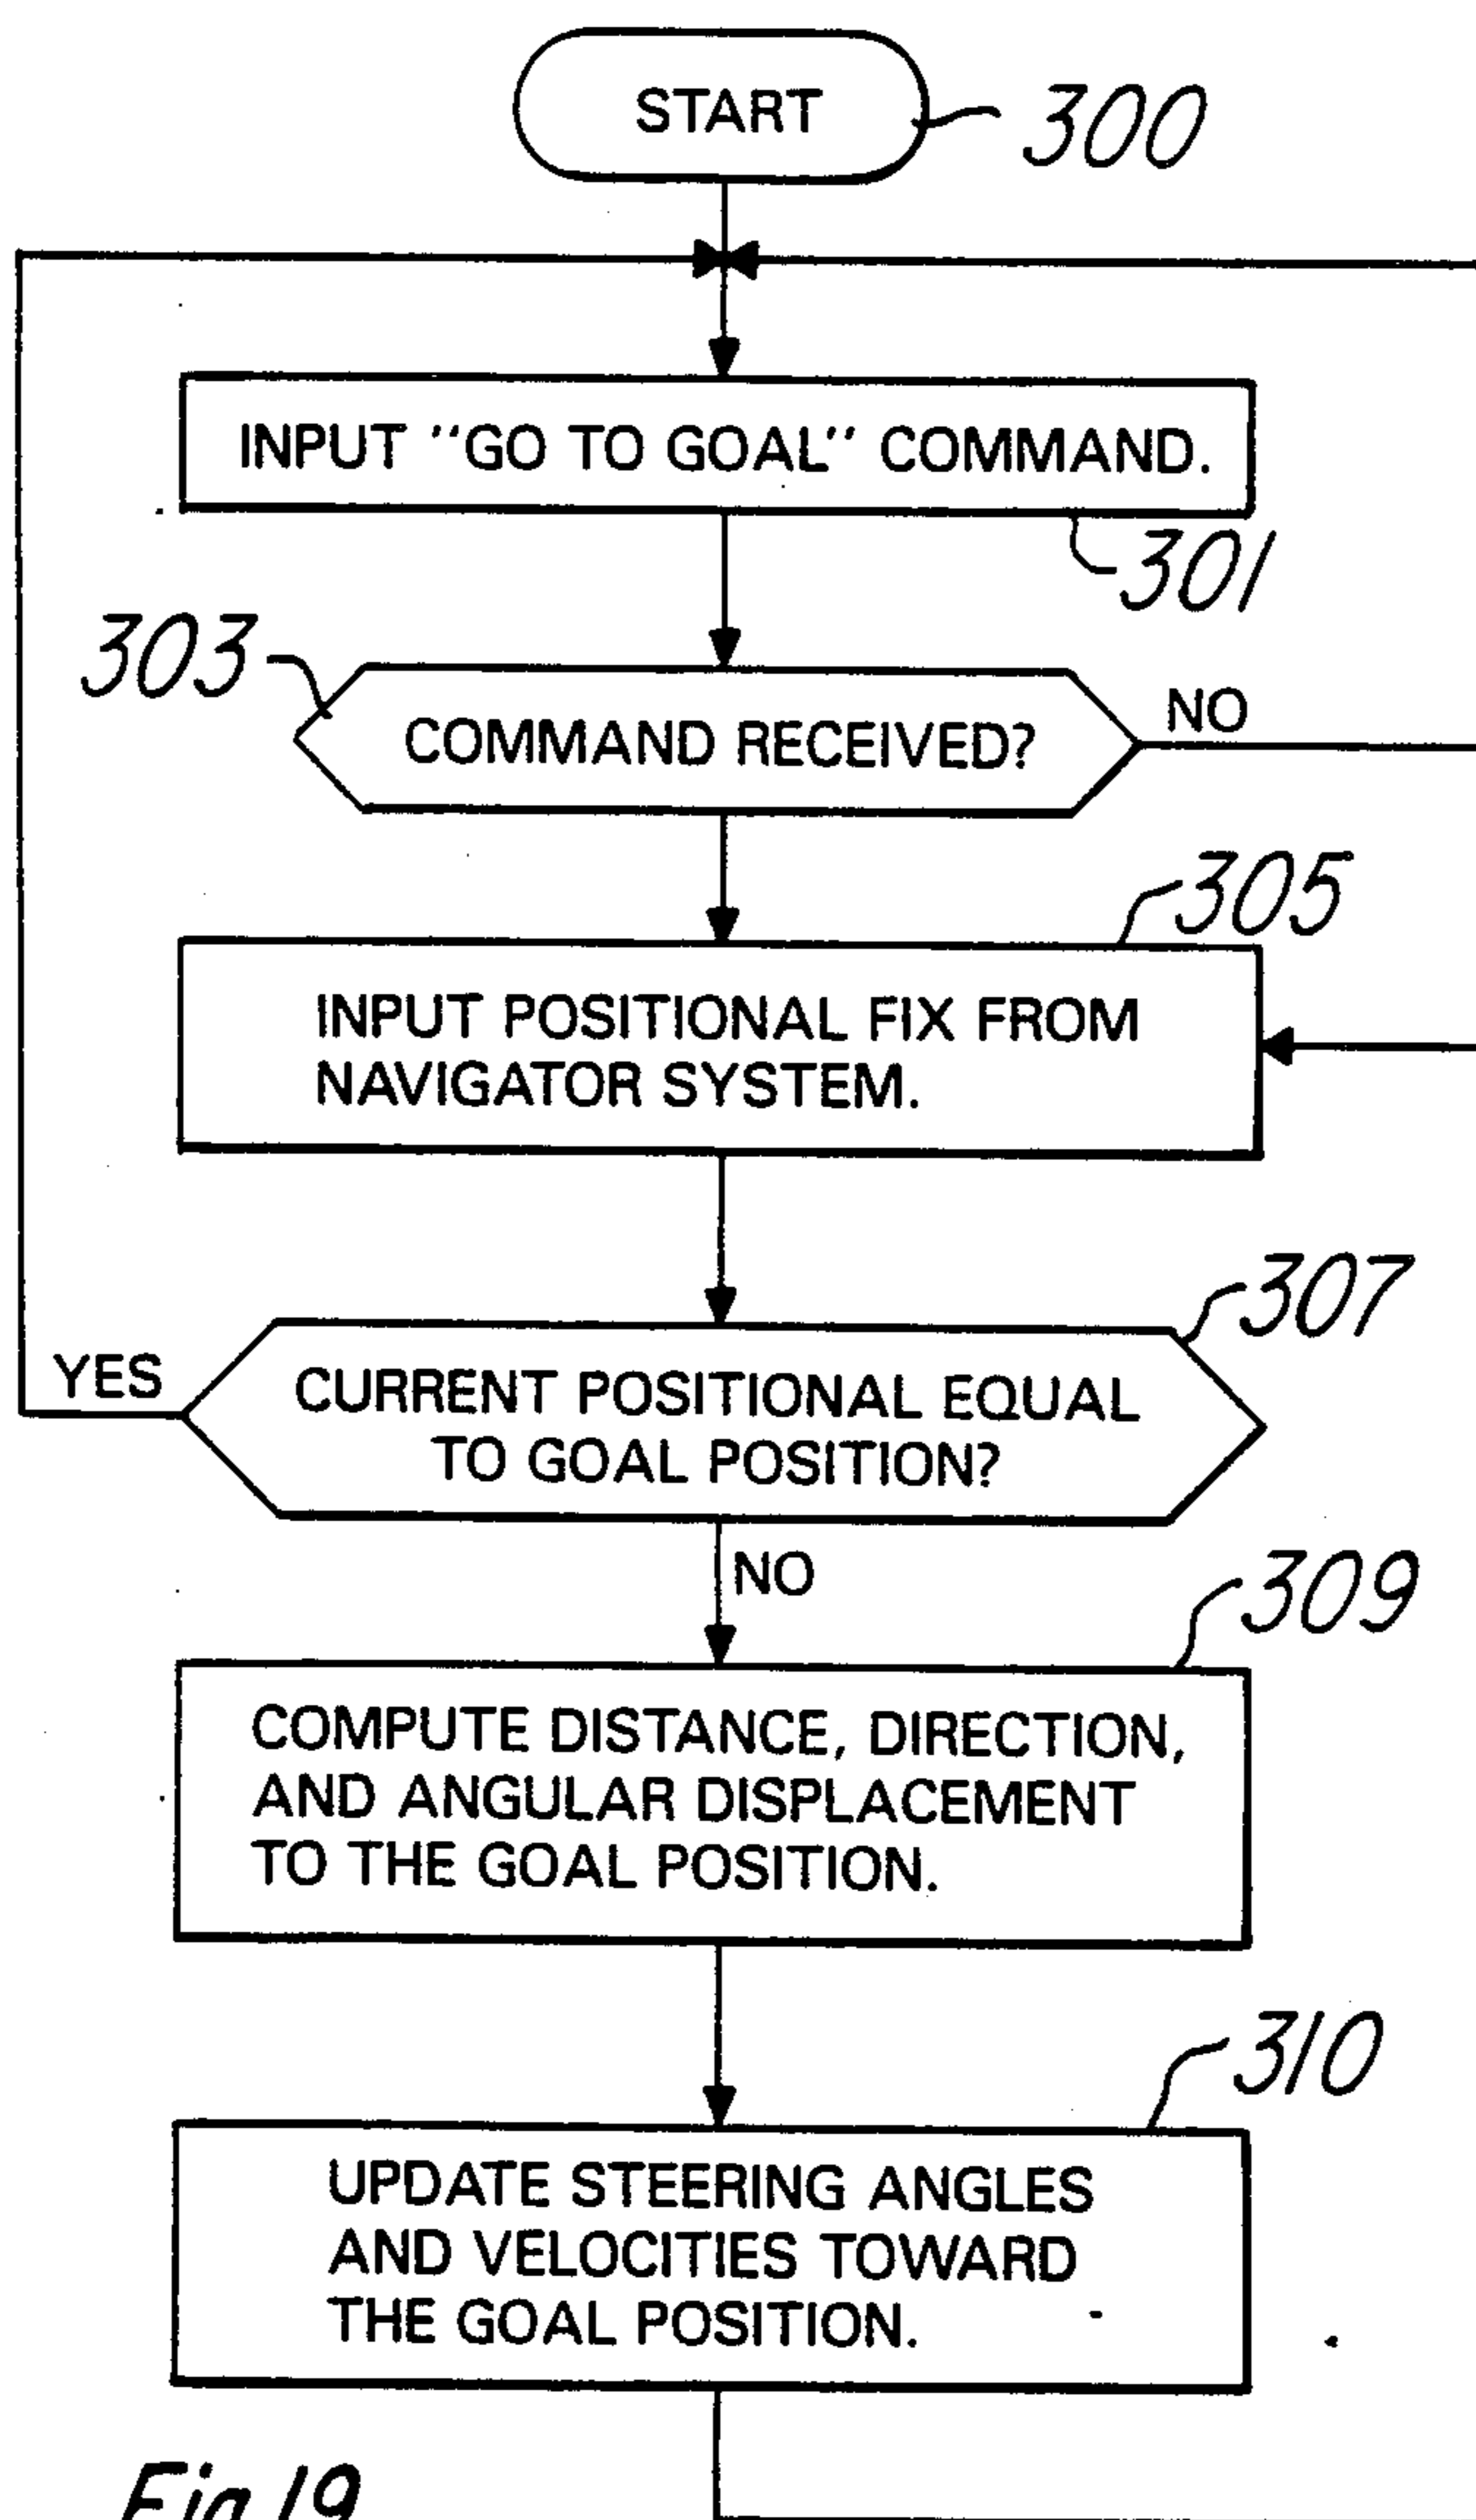 START
300
INPUT "GO TO GOAL" COMMAND.
301
303
COMMAND RECEIVED?
NO
305
INPUT POSITIONAL FIX FROM
NAVIGATOR SYSTEM.
307
YES
CURRENT POSITIONAL EQUAL
TO GOAL POSITION?
NO
309
COMPUTE DISTANCE, DIRECTION,
AND ANGULAR DISPLACEMENT
TO THE GOAL POSITION.
310
UPDATE STEERING ANGLES
AND VELOCITIES TOWARD
THE GOAL POSITION.
Fig 19